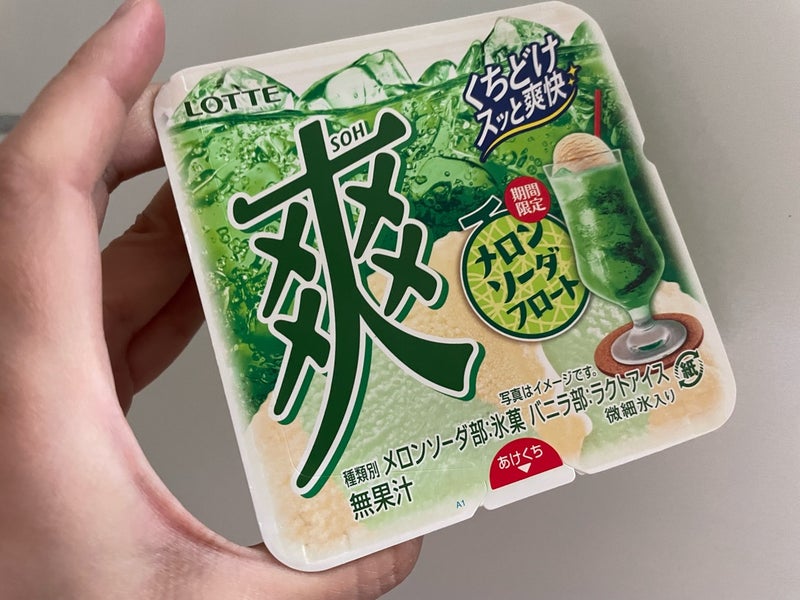 LOTTE
爽
SOHI
くちどけ
スッと爽快
期間
限定
メロン
ソーダ
フロート
写真はイメージです。
種類別 メロンソーダ部:氷菓 バニラ部:ラクトアイス
微細氷入り
無果汁
紙
あけくち
A1